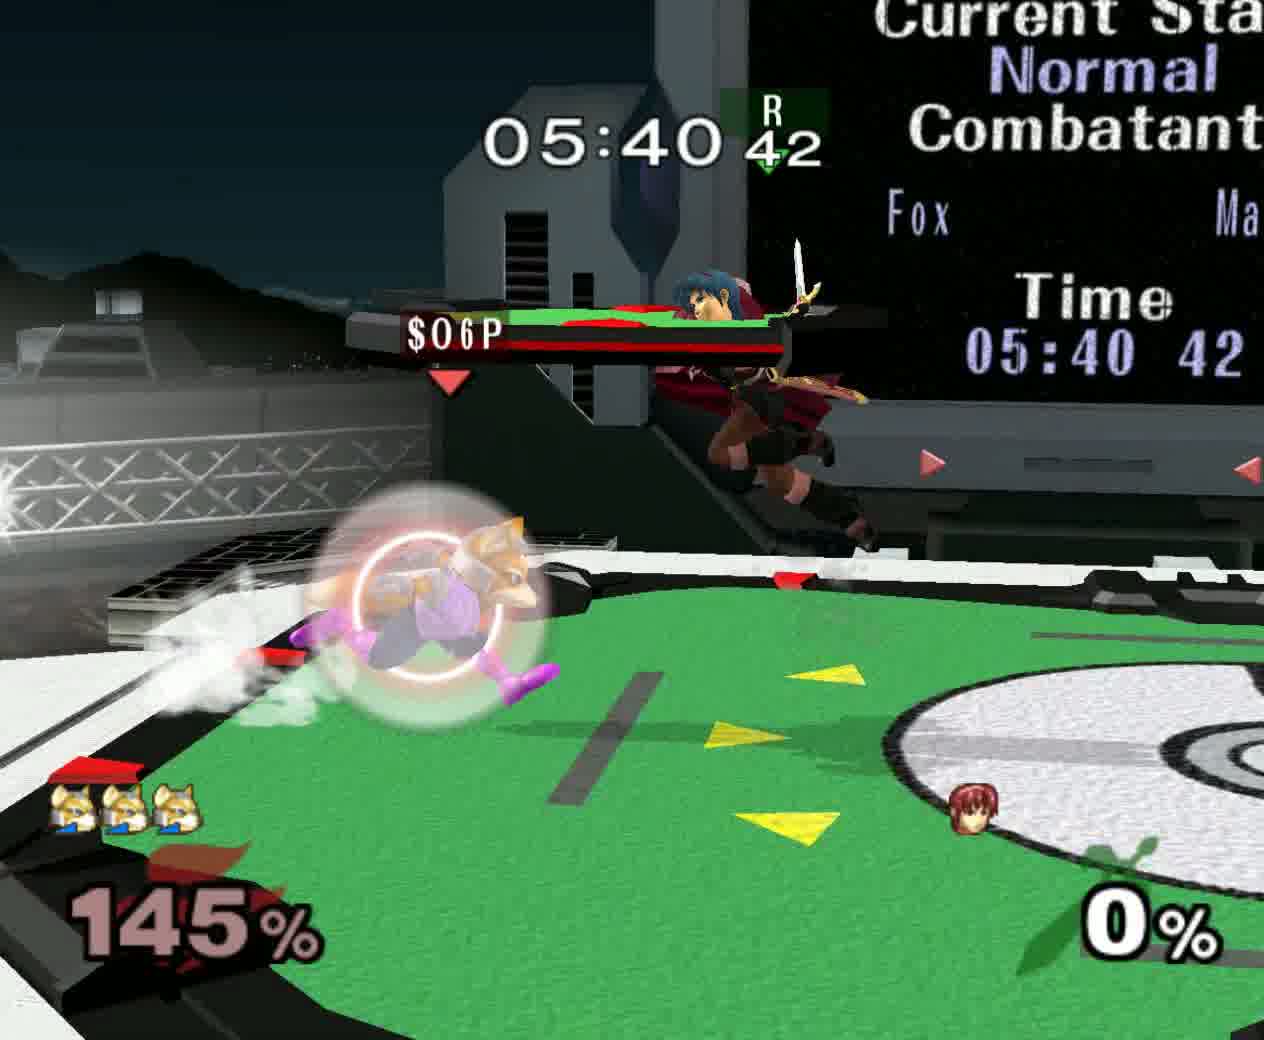 Current Sta
Normal
Combatant
Fox Ma
Time
05:40 42
05:40 42
R
$06P
145%
0%